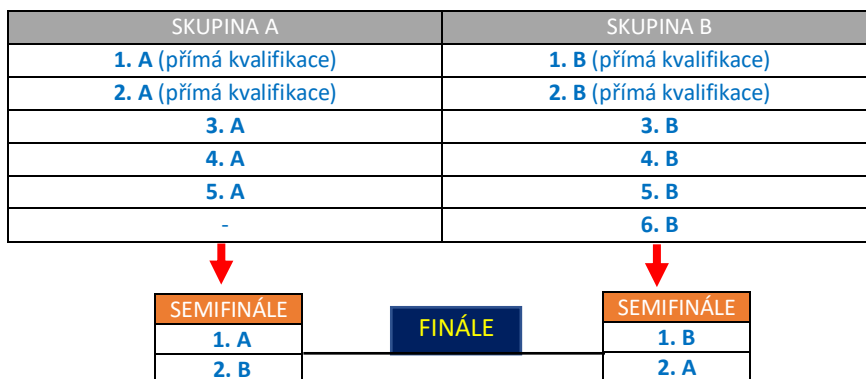 SKUPINA A SKUPINA B
1. A (přímá kvalifikace) 1. B (přímá kvalifikace)
2. A (přímá kvalifikace) 2. B (přímá kvalifikace)
3. A 3. B
4. A 4. B
5. A 5. B
- 6. B
SEMIFINÁLE FINÁLE SEMIFINÁLE
1. A 1. B
2. B 2. A